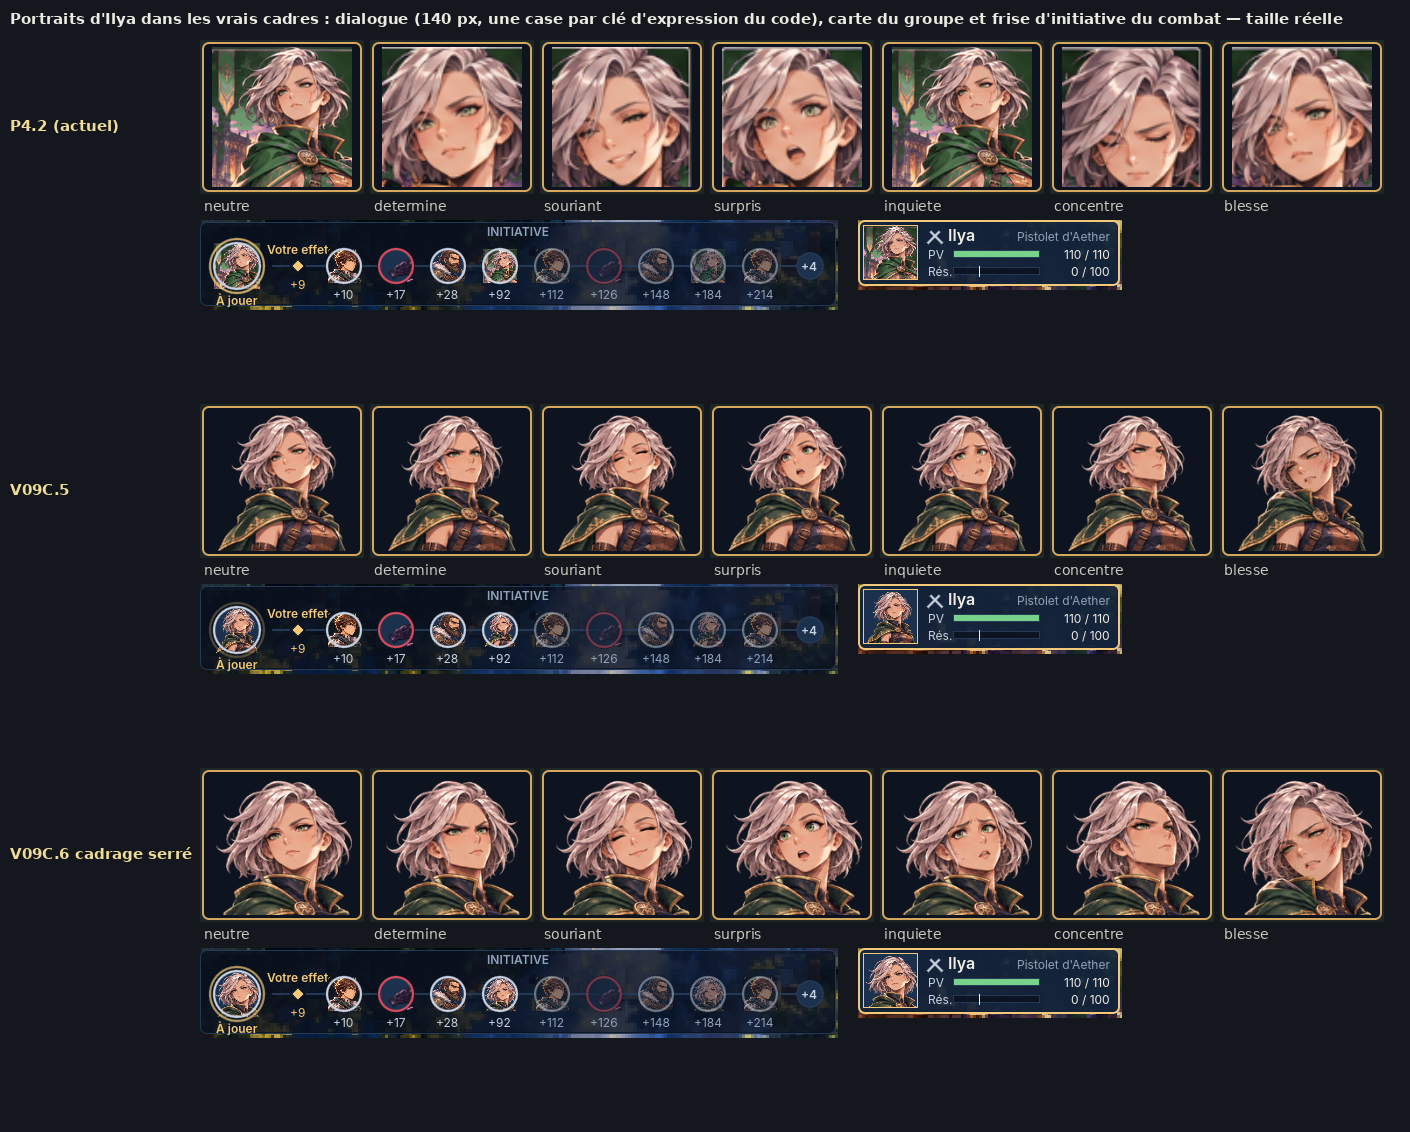 Portraits d'Ilya dans les vrais cadres : dialogue (140 px, une case par clé d'expression du code), carte du groupe et frise d'initiative du combat — taille réelle
P4.2 (actuel)
neutre determine souriant surpris inquiete concentre blesse
INITIATIVE
Votre effet
+9
À jouer
+10 +17 +28 +92 +112 +126 +148 +184 +214 +4
Ilya Pistolet d'Aether
PV 110 / 110
Rés. 0 / 100
V09C.5
neutre determine souriant surpris inquiete concentre blesse
INITIATIVE
Votre effet
+9
À jouer
+10 +17 +28 +92 +112 +126 +148 +184 +214 +4
Ilya Pistolet d'Aether
PV 110 / 110
Rés. 0 / 100
V09C.6 cadrage serré
neutre determine souriant surpris inquiete concentre blesse
INITIATIVE
Votre effet
+9
À jouer
+10 +17 +28 +92 +112 +126 +148 +184 +214 +4
Ilya Pistolet d'Aether
PV 110 / 110
Rés. 0 / 100